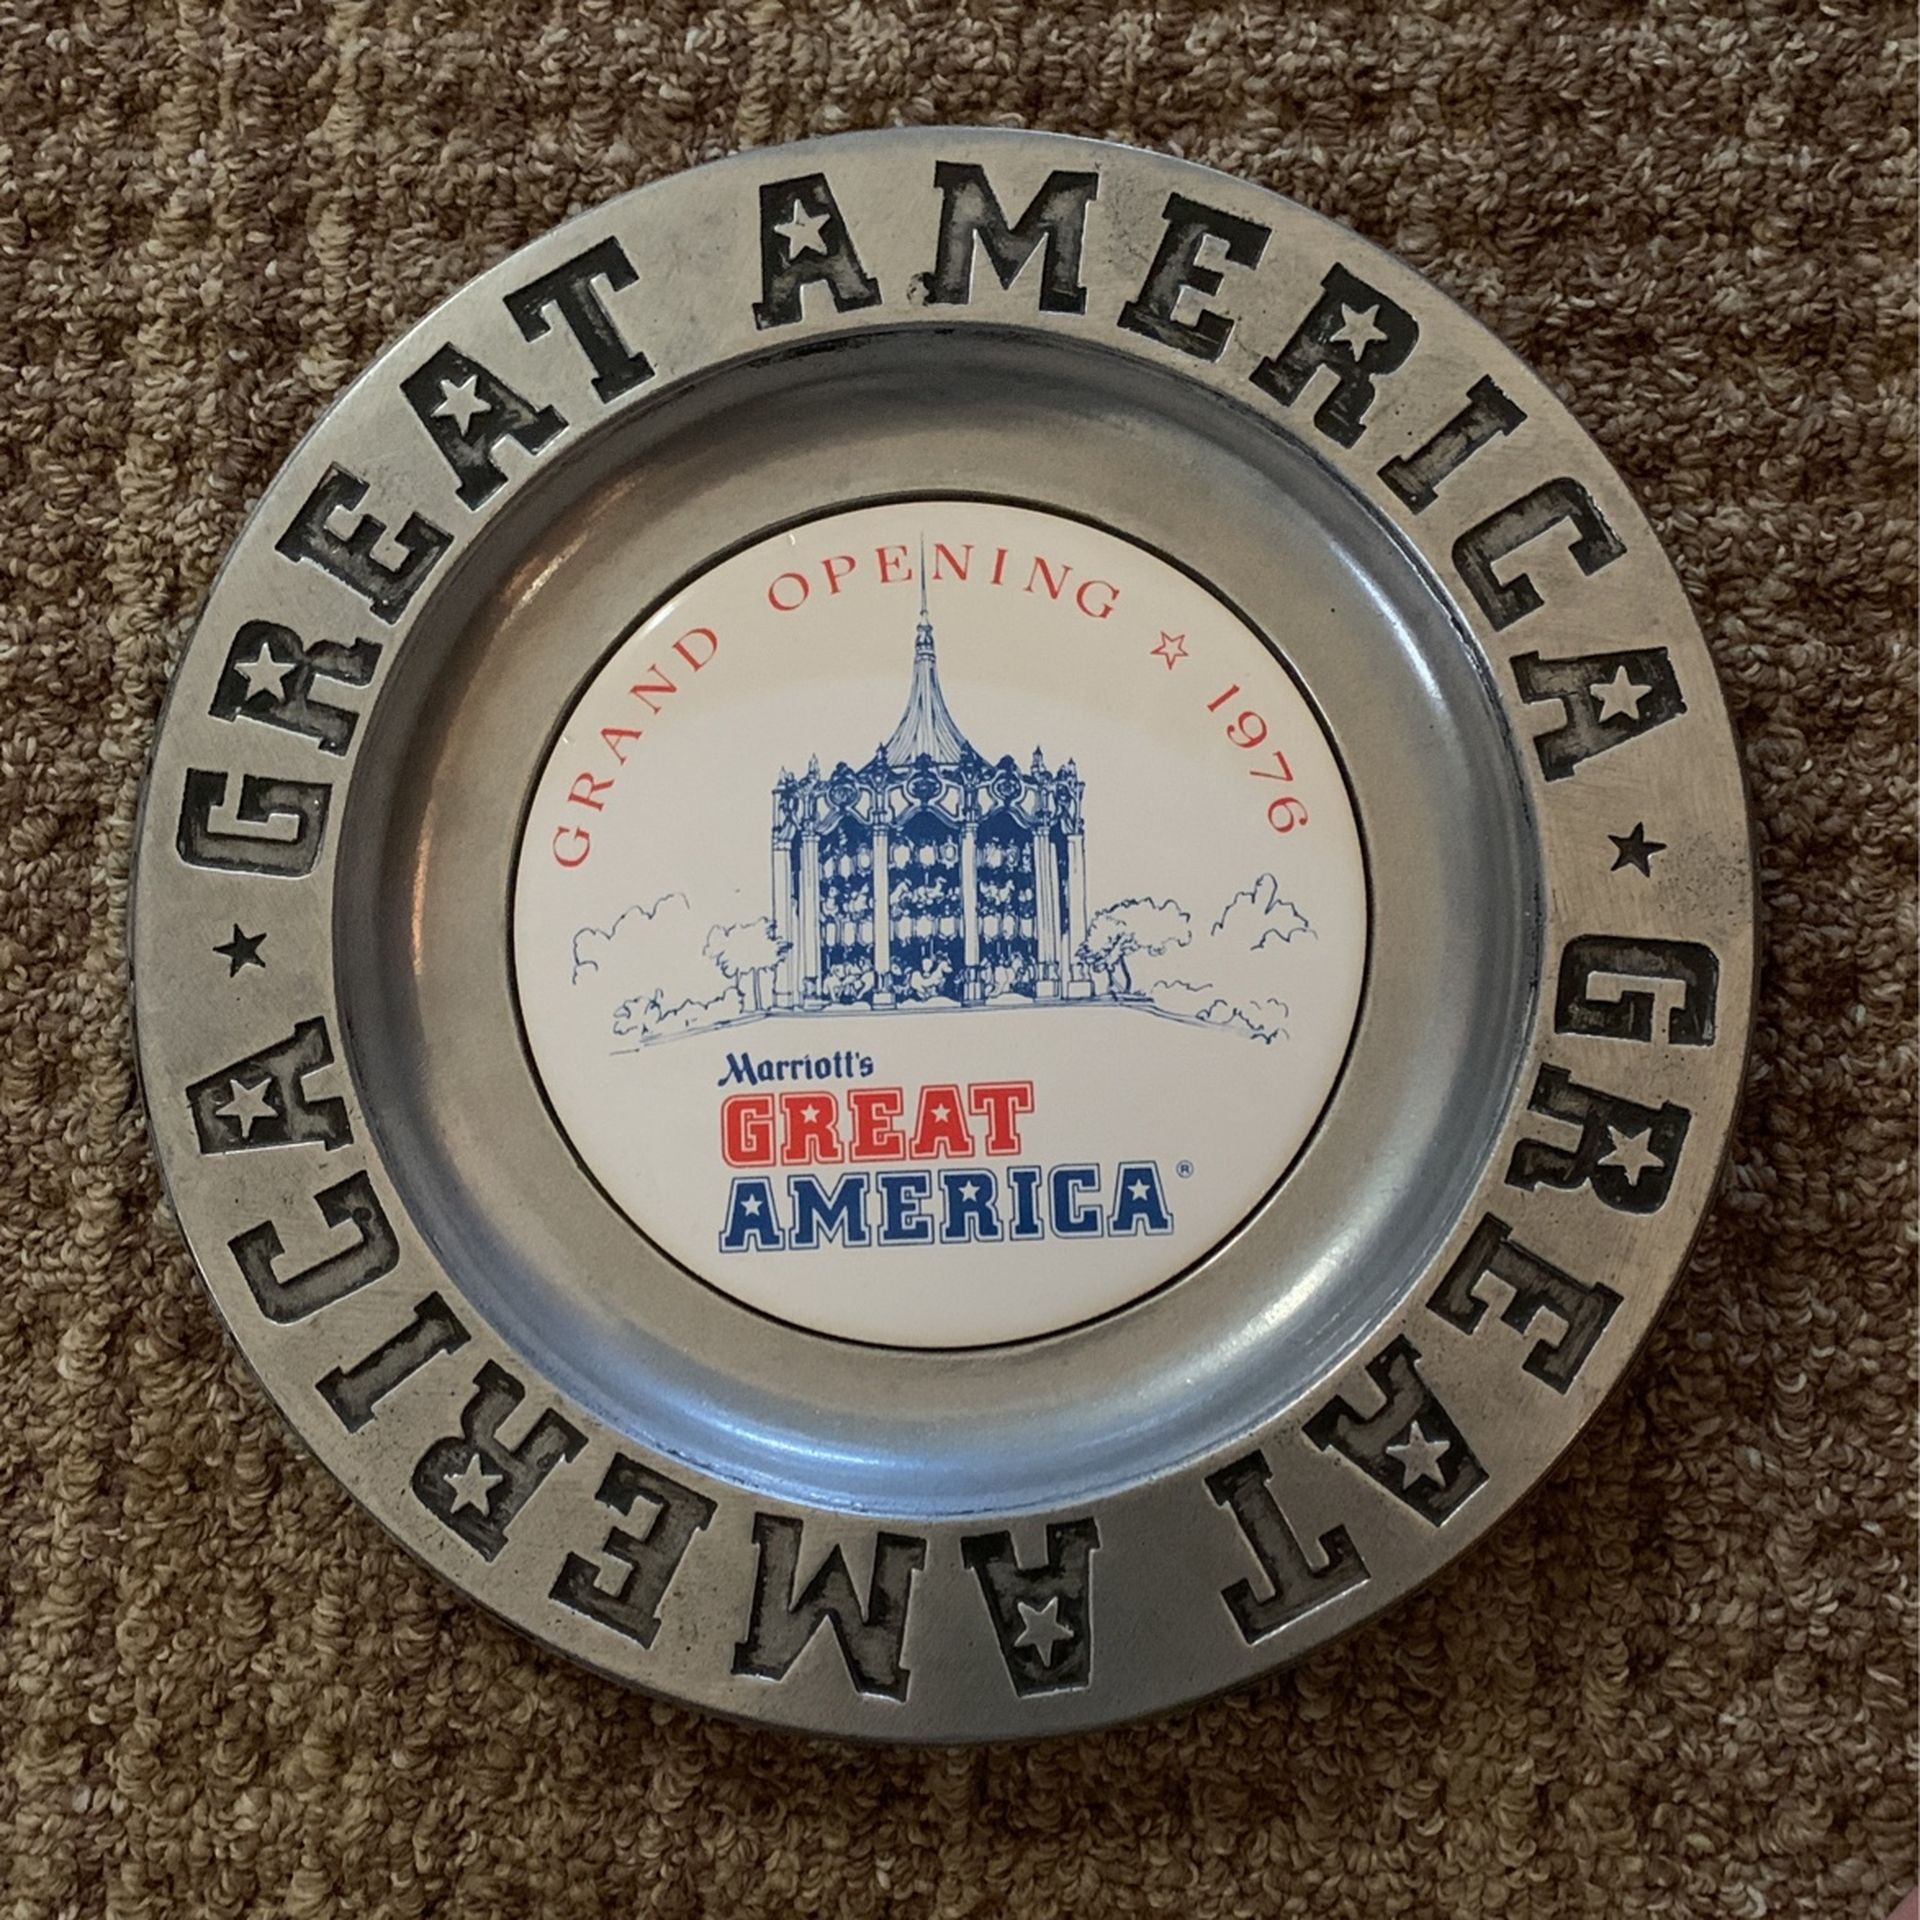 GREAT AMERICA ★ GREAT AMERICA ★
GRAND OPENING ☆ 1976
Marriott's
GREAT
AMERICA®